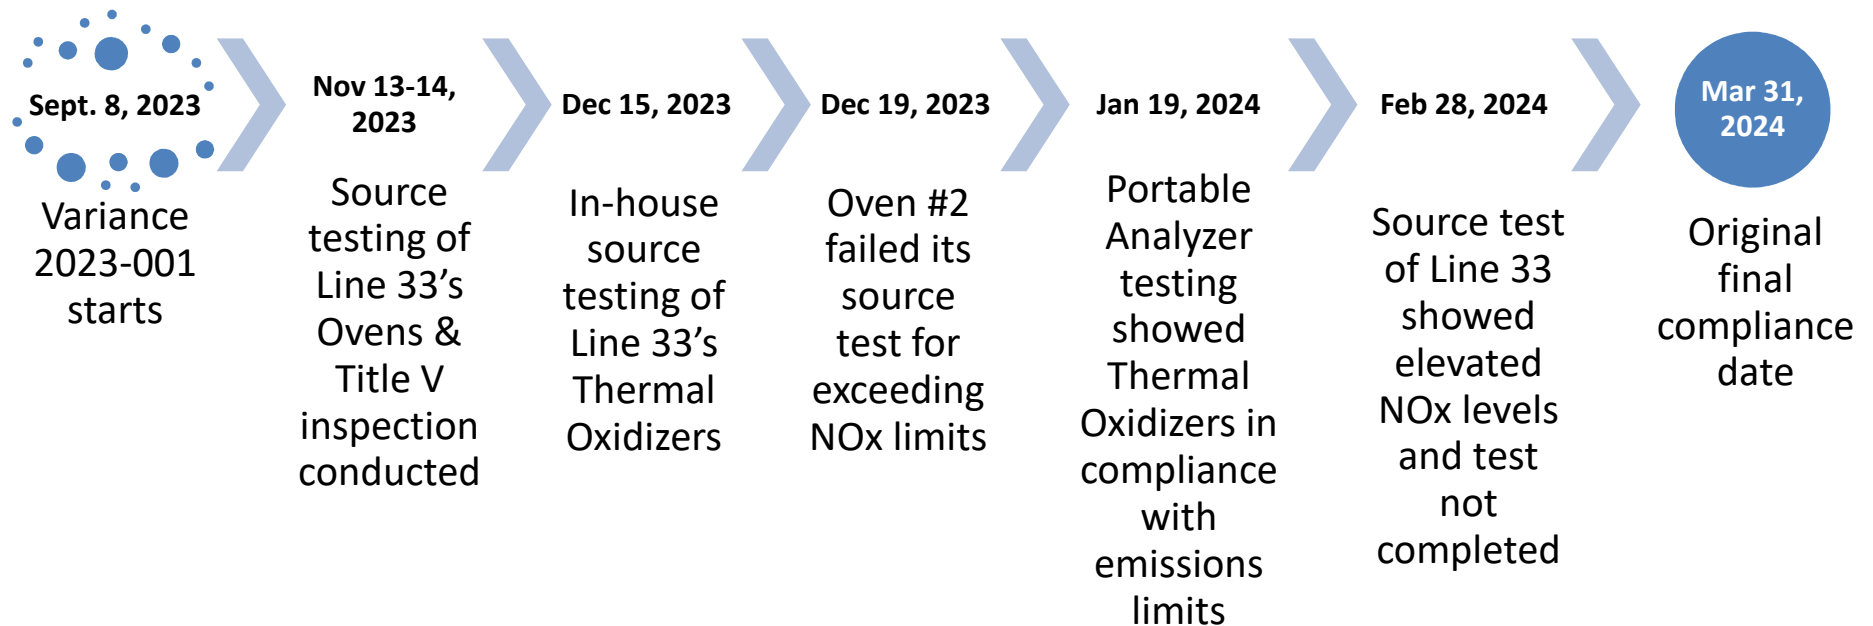 Sept. 8, 2023
Variance
2023-001
starts
Nov 13-14,
2023
Source
testing of
Line 33’s
Ovens &
Title V
inspection
conducted
Dec 15, 2023
In-house
source
testing of
Line 33’s
Thermal
Oxidizers
Dec 19, 2023
Oven #2
failed its
source
test for
exceeding
NOx limits
Jan 19, 2024
Portable
Analyzer
testing
showed
Thermal
Oxidizers in
compliance
with
emissions
limits
Feb 28, 2024
Source test
of Line 33
showed
elevated
NOx levels
and test
not
completed
Mar 31,
2024
Original
final
compliance
date